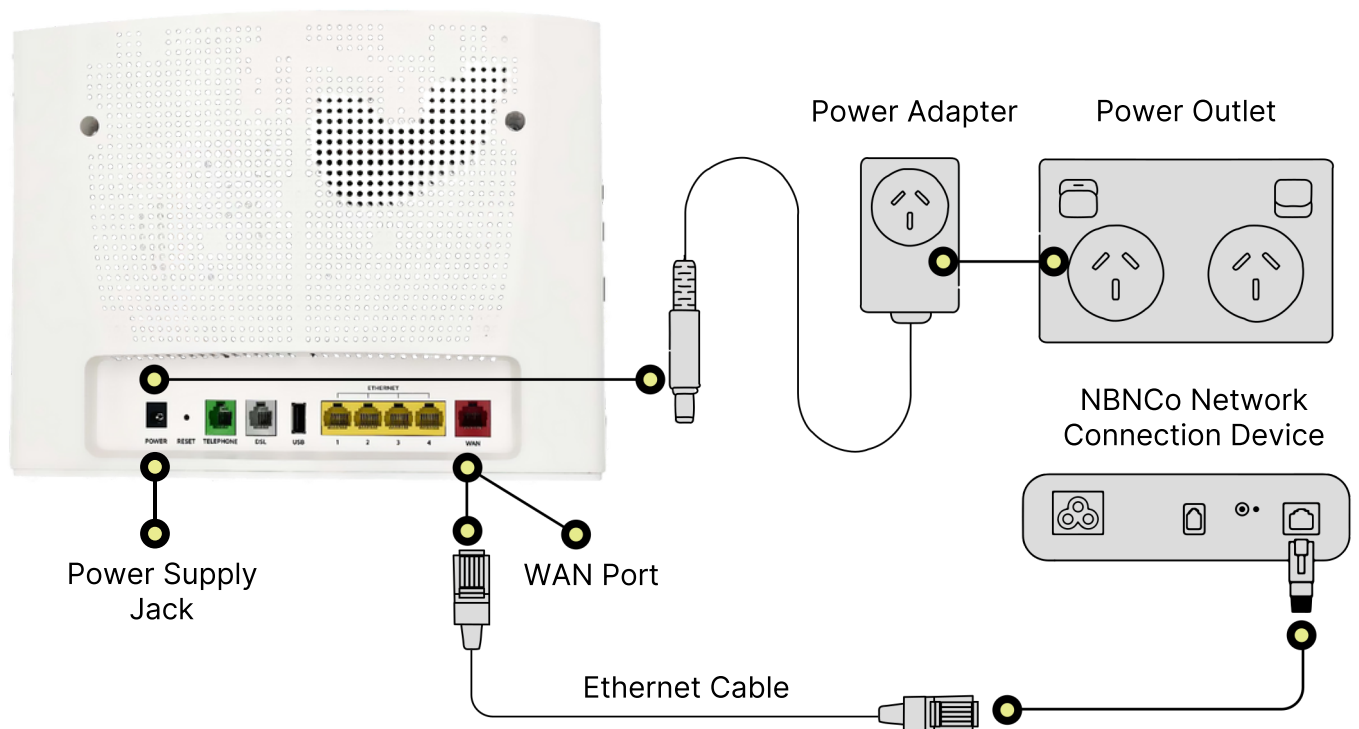 Power Adapter
Power Outlet
ETHERNET
POWER
RESET
TELEPHONE
DSL
USB
1
2
3
4
WAN
NBNCo Network
Connection Device
Power Supply
Jack
WAN Port
Ethernet Cable